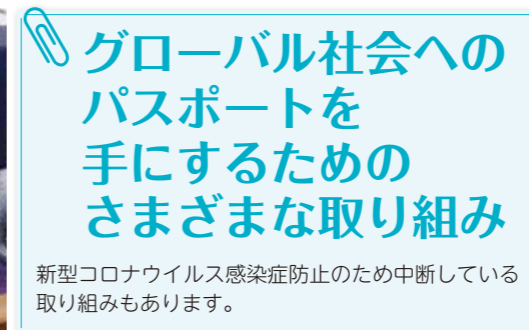 グローバル社会への
パスポートを
手にするための
さまざまな取り組み
新型コロナウイルス感染症防止のため中断している
取り組みもあります。